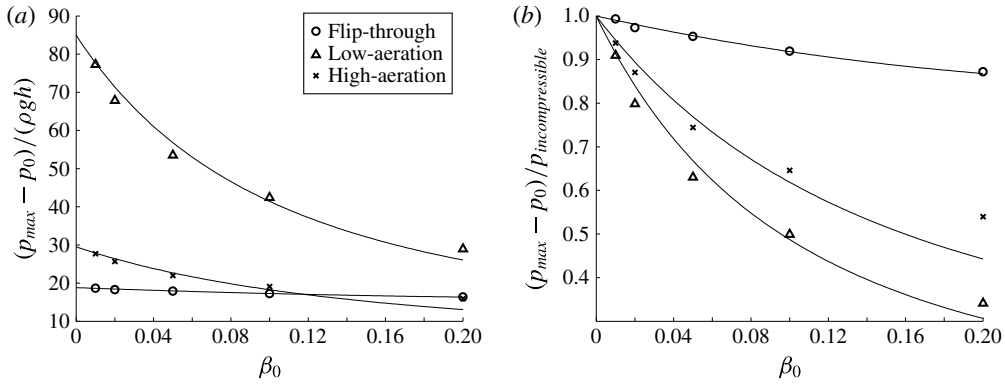 (a)
90
80
70
60
50
40
30
20
10
0 0.04 0.08 0.12 0.16 0.20
(p_max − p_0)/(ρgh)
β_0
Flip-through
Low-aeration
High-aeration
(b)
1.0
0.9
0.8
0.7
0.6
0.5
0.4
0 0.04 0.08 0.12 0.16 0.20
(p_max − p_0)/p_incompressible
β_0